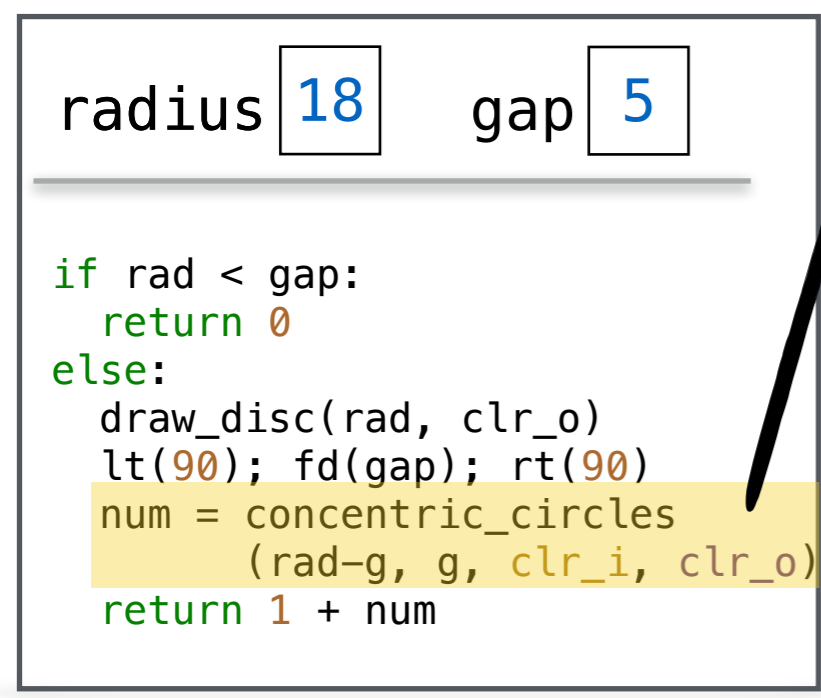 radius 18 gap 5
if rad < gap:
  return 0
else:
  draw_disc(rad, clr_o)
  lt(90); fd(gap); rt(90)
  num = concentric_circles
        (rad-g, g, clr_i, clr_o)
  return 1 + num